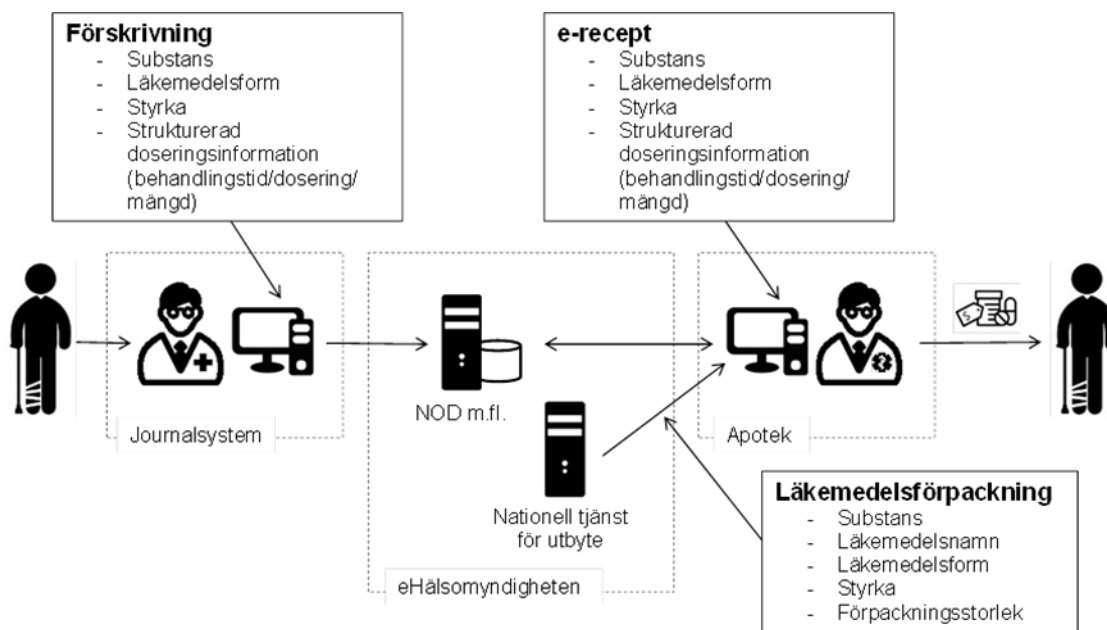 Förskrivning
- Substans
- Läkemedelsform
- Styrka
- Strukturerad
doseringsinformation
(behandlingstid/dosering/
mängd)
e-recept
- Substans
- Läkemedelsform
- Styrka
- Strukturerad
doseringsinformation
(behandlingstid/dosering/
mängd)
Journalsystem
NOD m.fl.
Nationell tjänst
för utbyte
eHälsomyndigheten
Apotek
Läkemedelsförpackning
- Substans
- Läkemedelsnamn
- Läkemedelsform
- Styrka
- Förpackningsstorlek